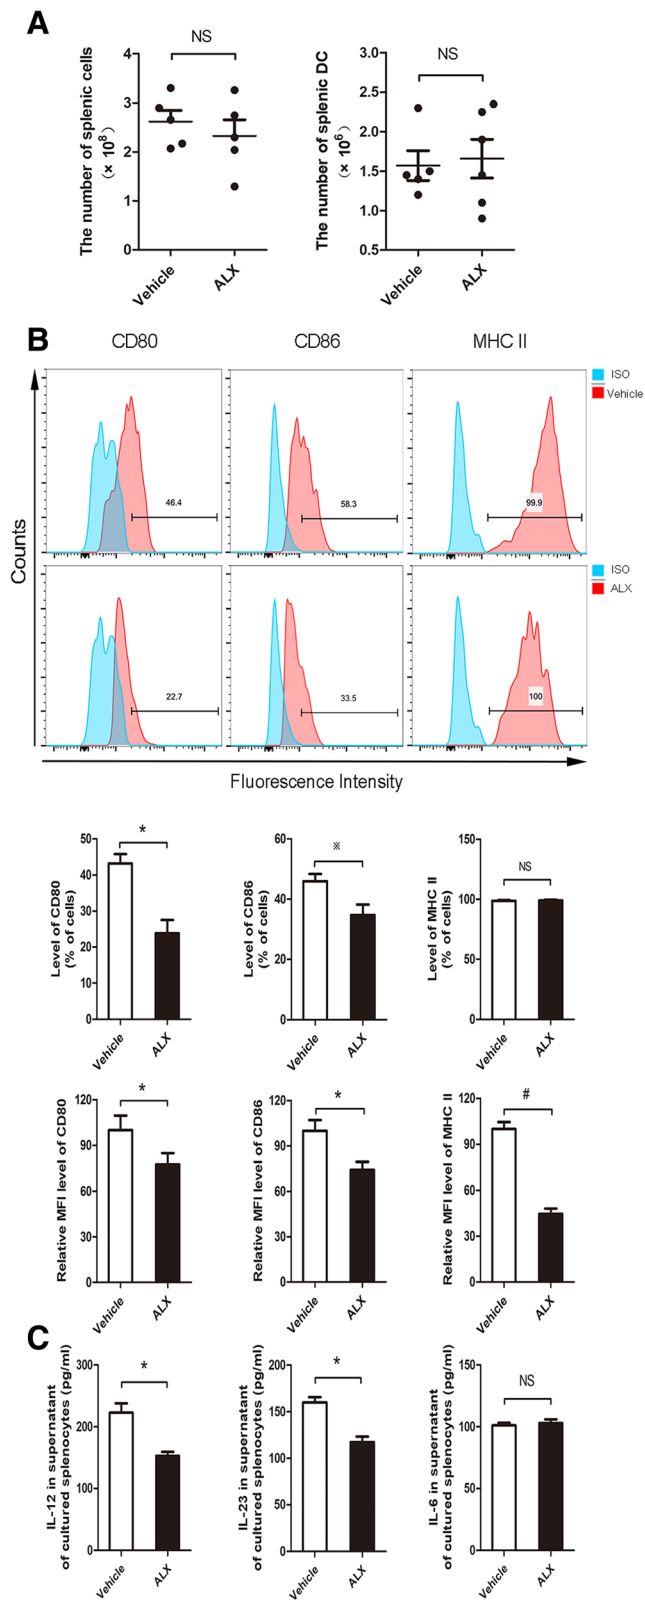 A
NS
NS
The number of splenic cells
(× 10⁸)
4
3
2
1
0
Vehicle
ALX
The number of splenic DC
(× 10⁶)
3.0
2.5
2.0
1.5
1.0
0.5
Vehicle
ALX
B
CD80
CD86
MHC II
46.4
58.3
99.9
ISO
Vehicle
22.7
33.5
100
ISO
ALX
Counts
Fluorescence Intensity
Level of CD80
(% of cells)
50
40
30
20
10
0
*
Vehicle
ALX
Level of CD86
(% of cells)
60
40
20
0
※
Vehicle
ALX
Level of MHC II
(% of cells)
150
100
50
0
NS
Vehicle
ALX
Relative MFI level of CD80
120
90
60
30
0
*
Vehicle
ALX
Relative MFI level of CD86
120
90
60
30
0
*
Vehicle
ALX
Relative MFI level of MHC II
120
90
60
30
0
#
Vehicle
ALX
C
IL-12 in supernatant
of cultured splenocytes (pg/ml)
300
200
100
0
*
Vehicle
ALX
IL-23 in supernatant
of cultured splenocytes (pg/ml)
200
150
100
50
0
*
Vehicle
ALX
IL-6 in supernatant
of cultured splenocytes (pg/ml)
150
100
50
0
NS
Vehicle
ALX